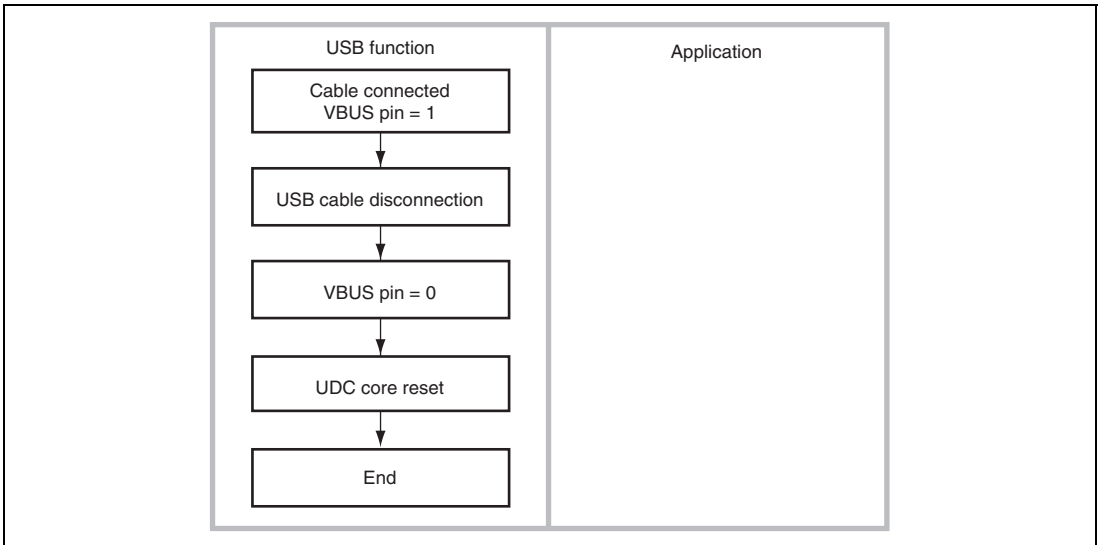 USB function
Application
Cable connected
VBUS pin = 1
USB cable disconnection
VBUS pin = 0
UDC core reset
End